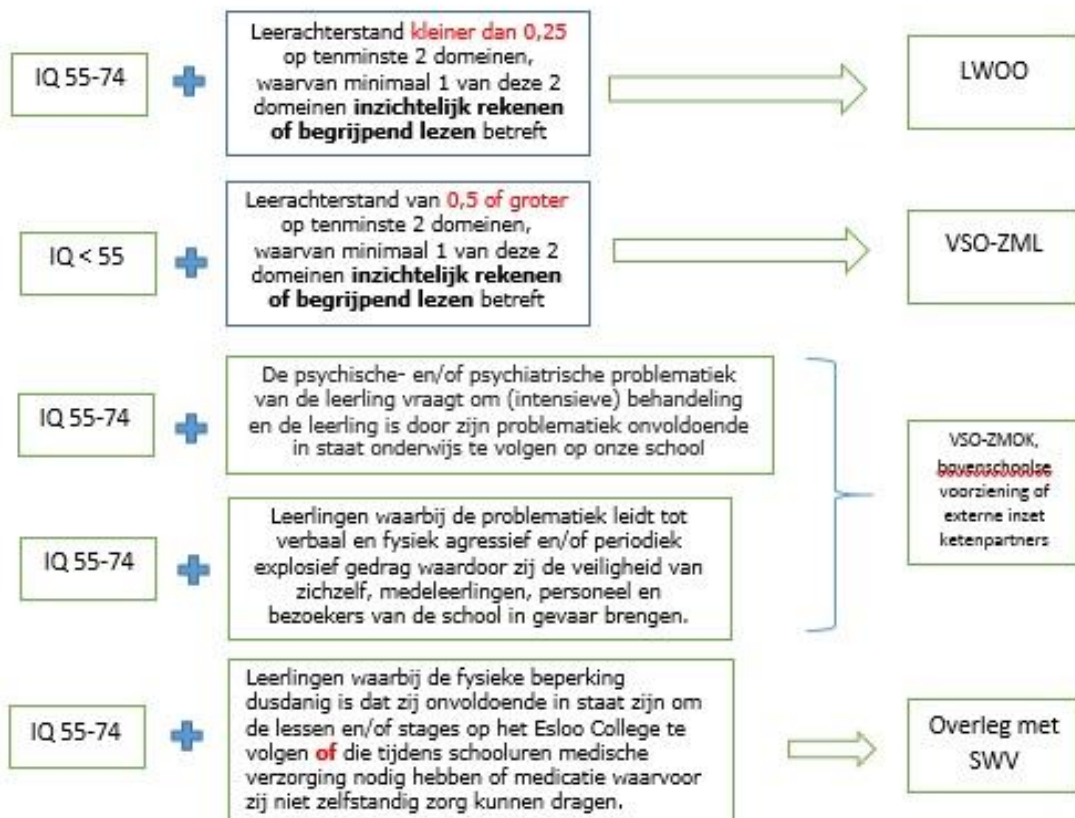 IQ 55-74
Leerachterstand kleiner dan 0,25
op tenminste 2 domeinen,
waarvan minimaal 1 van deze 2
domeinen inzichtelijk rekenen
of begrijpend lezen betreft
LWOO
IQ < 55
Leerachterstand van 0,5 of groter
op tenminste 2 domeinen,
waarvan minimaal 1 van deze 2
domeinen inzichtelijk rekenen
of begrijpend lezen betreft
VSO-ZML
IQ 55-74
De psychische- en/of psychiatrische problematiek
van de leerling vraagt om (intensieve) behandeling
en de leerling is door zijn problematiek onvoldoende
in staat onderwijs te volgen op onze school
IQ 55-74
Leerlingen waarbij de problematiek leidt tot
verbaal en fysiek agressief en/of periodiek
explosief gedrag waardoor zij de veiligheid van
zichzelf, medeleerlingen, personeel en
bezoekers van de school in gevaar brengen.
VSO-ZMOK,
bovenschoolse
voorziening of
externe inzet
ketenpartners
IQ 55-74
Leerlingen waarbij de fysieke beperking
dusdanig is dat zij onvoldoende in staat zijn om
de lessen en/of stages op het Esloo College te
volgen of die tijdens schooluren medische
verzorging nodig hebben of medicatie waarvoor
zij niet zelfstandig zorg kunnen dragen.
Overleg met
SWV